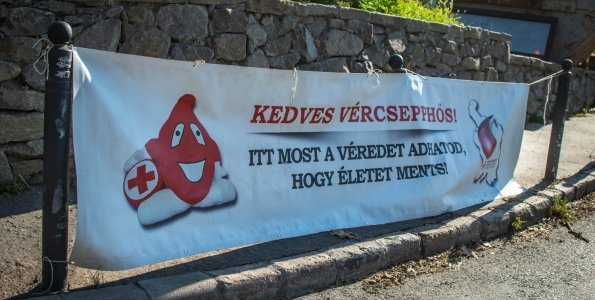 KEDVES VÉRCSEPPHŐS!
ITT MOST A VÉREDET ADHATOD,
HOGY ÉLETET MENTS!